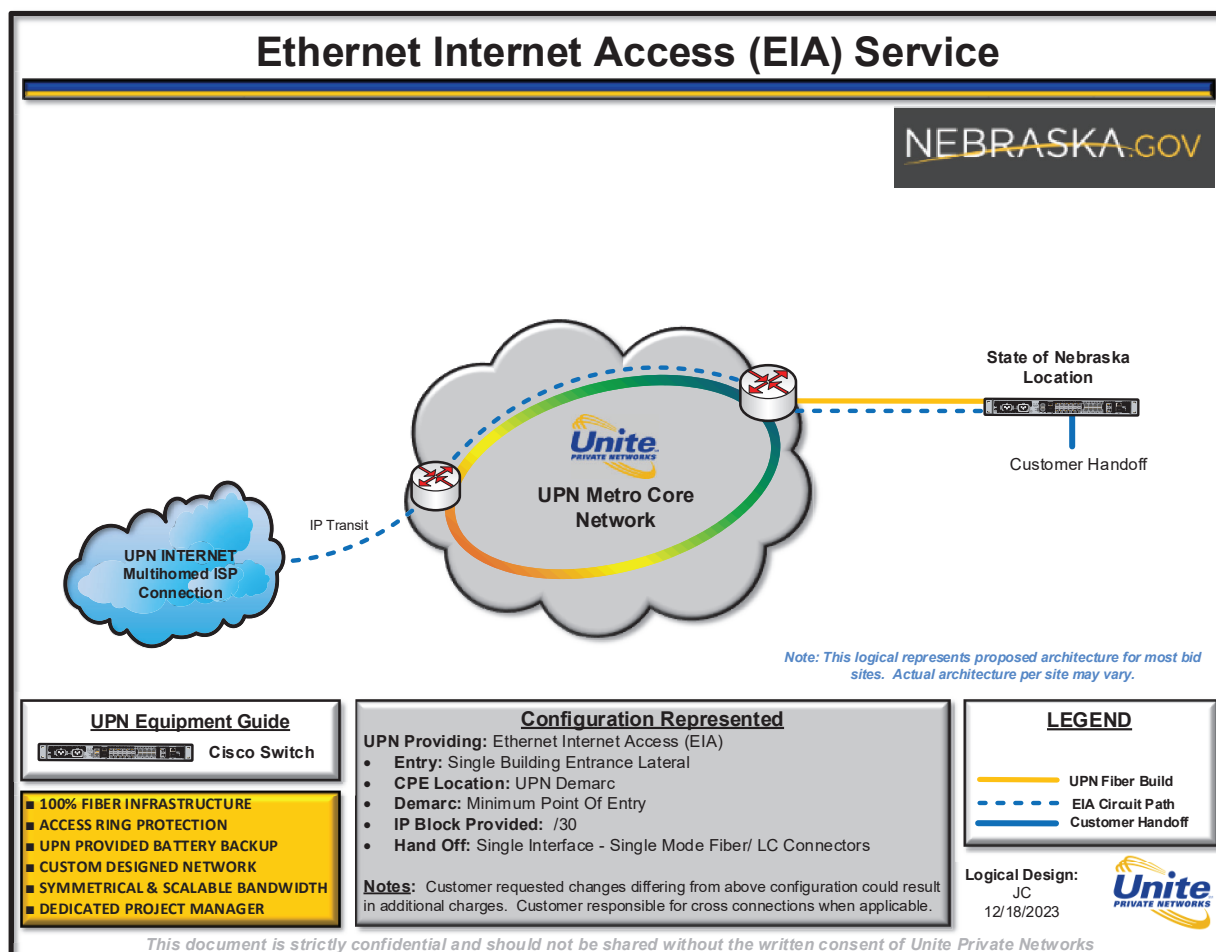 Ethernet Internet Access (EIA) Service
NEBRASKA.GOV
State of Nebraska
Location
Customer Handoff
Unite
PRIVATE NETWORKS
UPN Metro Core
Network
IP Transit
UPN INTERNET
Multihomed ISP
Connection
Note: This logical represents proposed architecture for most bid
sites. Actual architecture per site may vary.
UPN Equipment Guide
Cisco Switch
■ 100% FIBER INFRASTRUCTURE
■ ACCESS RING PROTECTION
■ UPN PROVIDED BATTERY BACKUP
■ CUSTOM DESIGNED NETWORK
■ SYMMETRICAL & SCALABLE BANDWIDTH
■ DEDICATED PROJECT MANAGER
Configuration Represented
UPN Providing: Ethernet Internet Access (EIA)
• Entry: Single Building Entrance Lateral
• CPE Location: UPN Demarc
• Demarc: Minimum Point Of Entry
• IP Block Provided: /30
• Hand Off: Single Interface - Single Mode Fiber/ LC Connectors
Notes: Customer requested changes differing from above configuration could result
in additional charges. Customer responsible for cross connections when applicable.
LEGEND
UPN Fiber Build
EIA Circuit Path
Customer Handoff
Logical Design:
JC
12/18/2023
Unite
PRIVATE NETWORKS
This document is strictly confidential and should not be shared without the written consent of Unite Private Networks